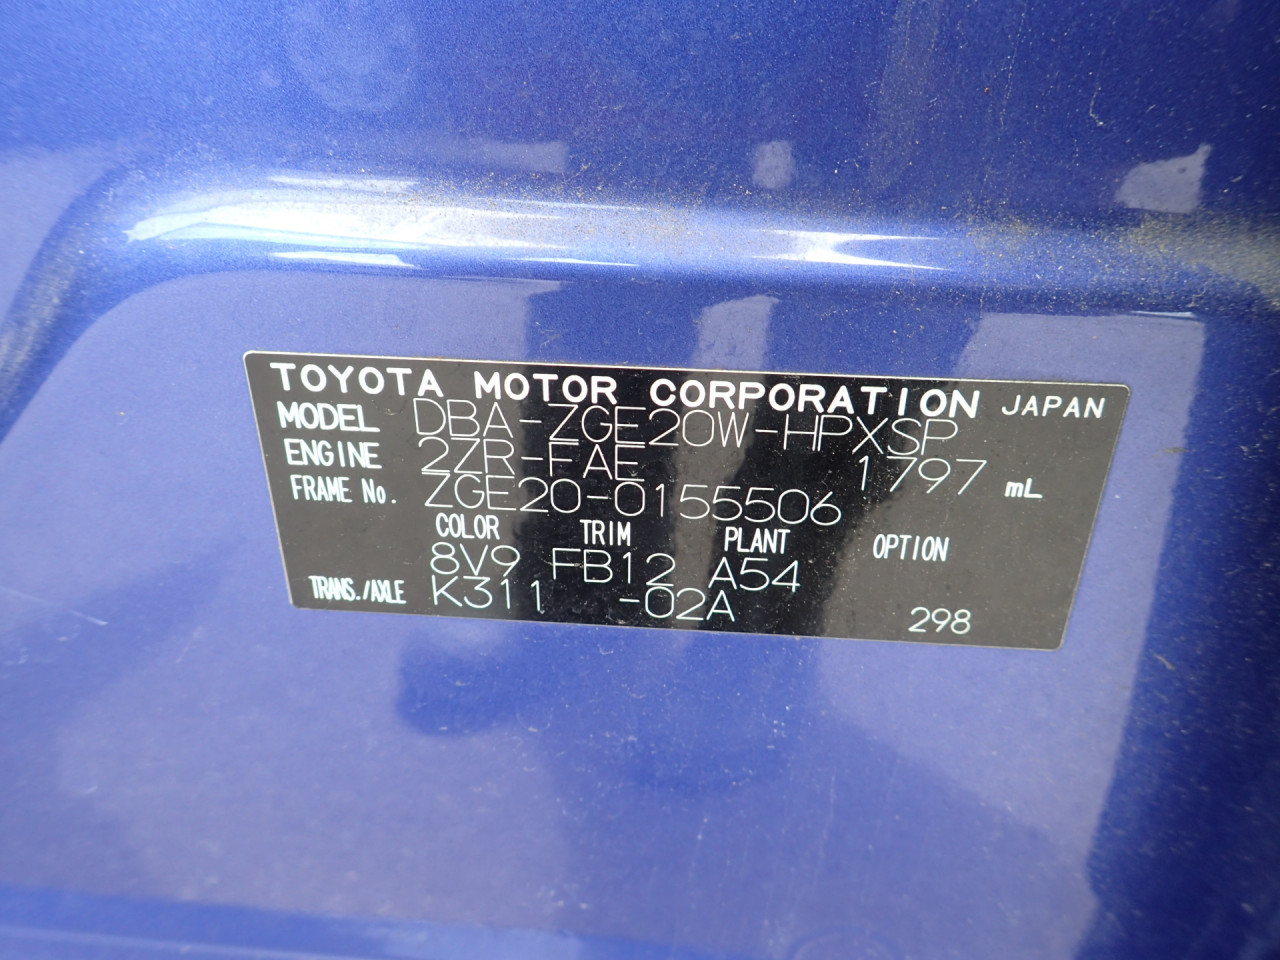 TOYOTA MOTOR CORPORATION JAPAN
MODEL DBA-ZGE20W-HPXSP
ENGINE 2ZR-FAE 1797 mL
FRAME No. ZGE20-0155506
COLOR TRIM PLANT OPTION
8V9 FB12 A54
TRANS./AXLE K311 -02A
298